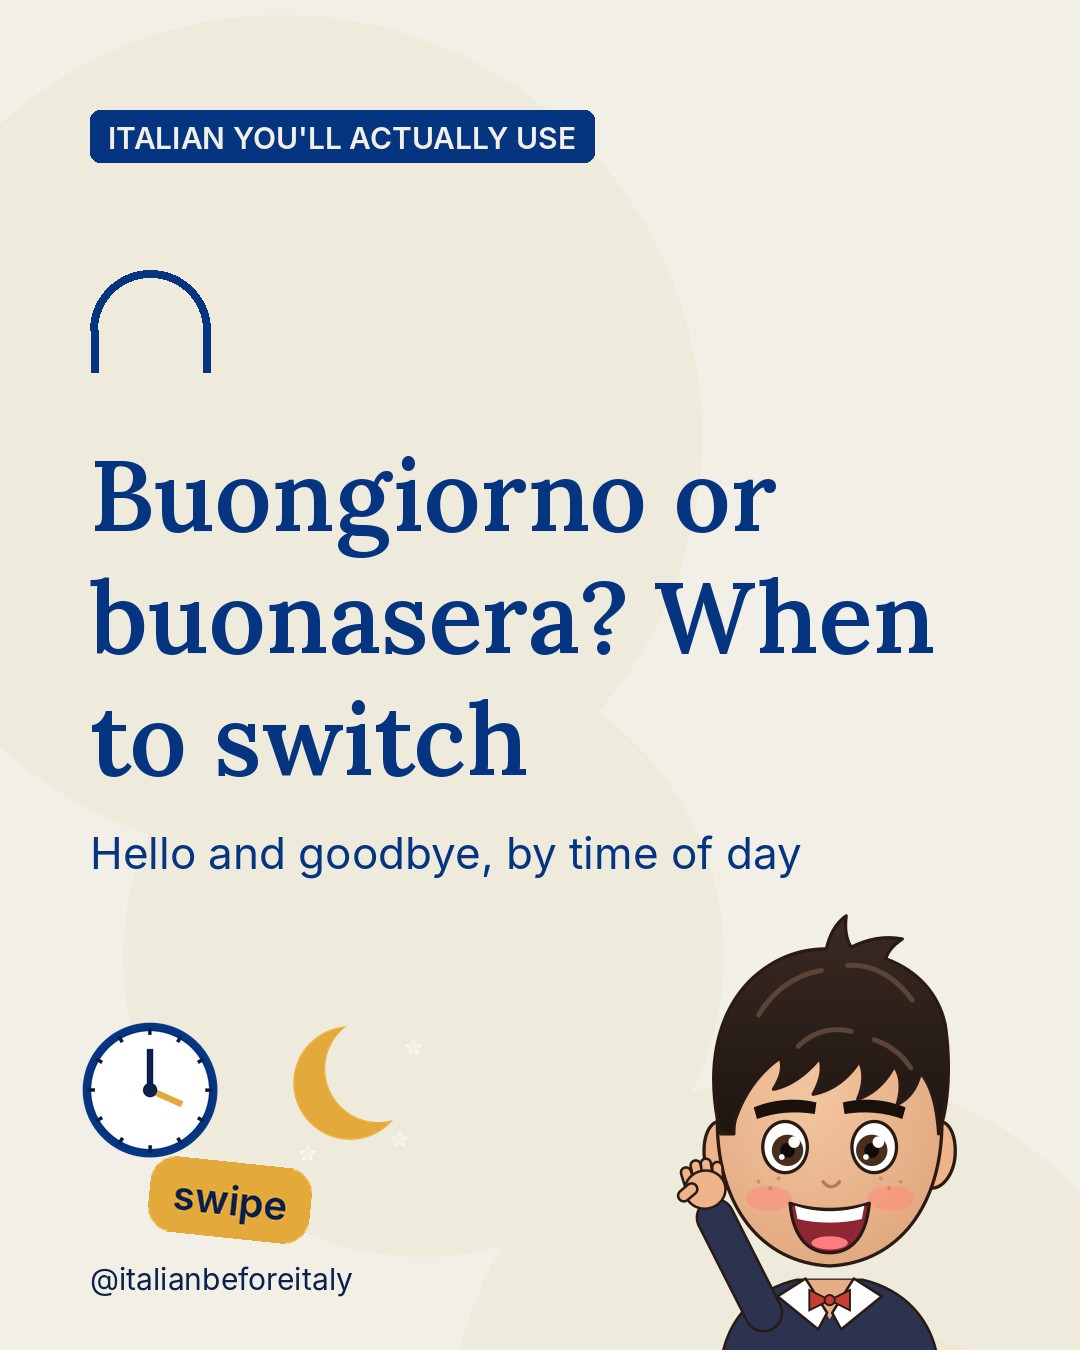 ITALIAN YOU'LL ACTUALLY USE
Buongiorno or
buonasera? When
to switch
Hello and goodbye, by time of day
swipe
@italianbeforeitaly